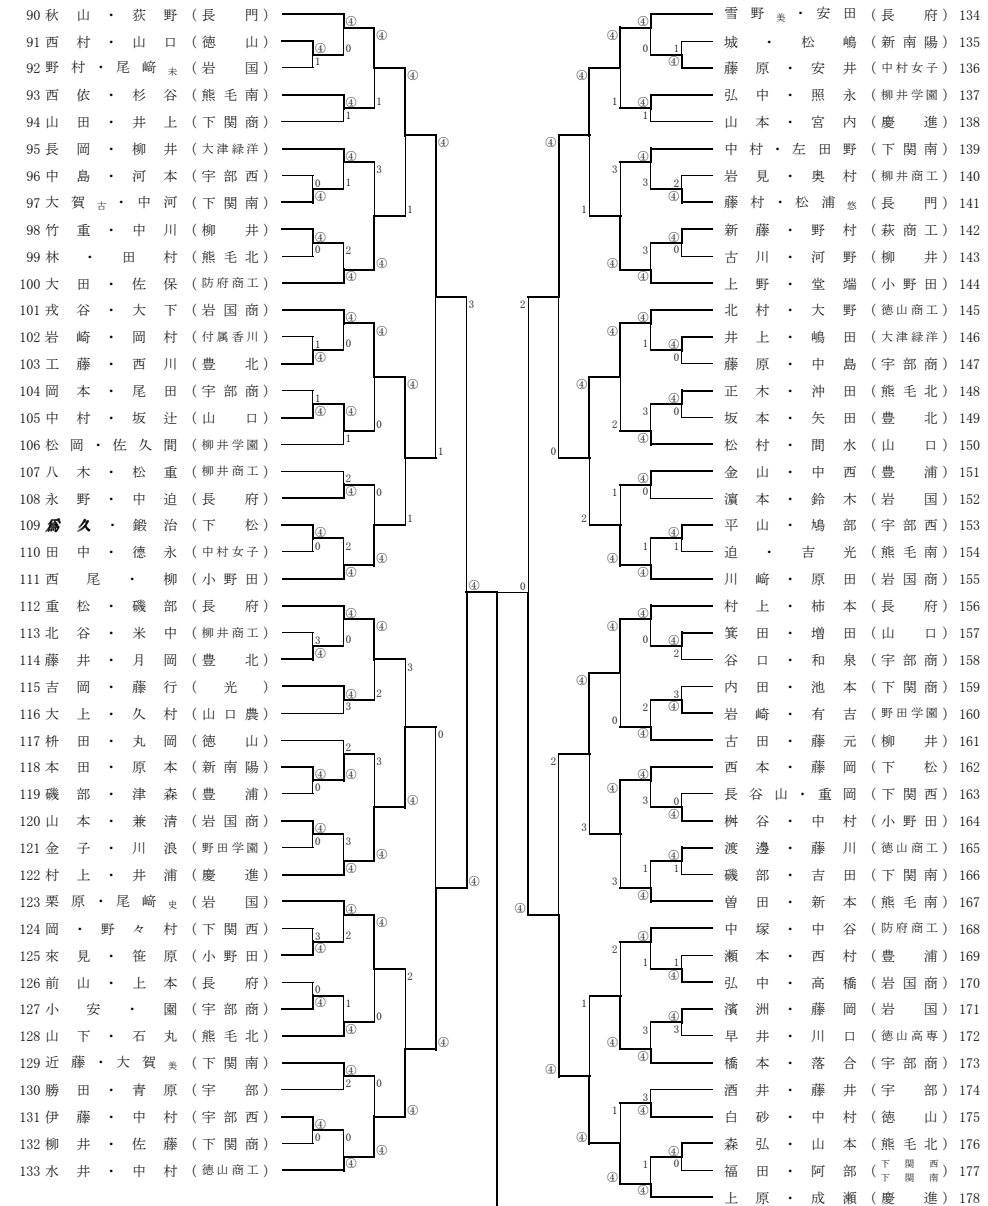 90 秋山・荻野（長門）
91 西村・山口（徳山）
92 野村・尾﨑未（岩国）
93 西依・杉谷（熊毛南）
94 山田・井上（下関商）
95 長岡・柳井（大津緑洋）
96 中島・河本（宇部西）
97 大賀古・中河（下関南）
98 竹重・中川（柳井）
99 林・田村（熊毛北）
100 大田・佐保（防府商工）
101 戎谷・大下（岩国商）
102 岩崎・岡村（付属香川）
103 工藤・西川（豊北）
104 岡本・尾田（宇部商）
105 中村・坂辻（山口）
106 松岡・佐久間（柳井学園）
107 八木・松重（柳井商工）
108 永野・中迫（長府）
109 爲久・鍛治（下松）
110 田中・德永（中村女子）
111 西尾・柳（小野田）
112 重松・磯部（長府）
113 北谷・米中（柳井商工）
114 藤井・月岡（豊北）
115 吉岡・藤行（光）
116 大上・久村（山口農）
117 枡田・丸岡（徳山）
118 本田・原本（新南陽）
119 磯部・津森（豊浦）
120 山本・兼清（岩国商）
121 金子・川浪（野田学園）
122 村上・井浦（慶進）
123 栗原・尾﨑史（岩国）
124 岡・野々村（下関西）
125 來見・笹原（小野田）
126 前山・上本（長府）
127 小安・園（宇部商）
128 山下・石丸（熊毛北）
129 近藤・大賀美（下関南）
130 勝田・青原（宇部）
131 伊藤・中村（宇部西）
132 柳井・佐藤（下関商）
133 水井・中村（徳山商工）
雪野美・安田（長府）134
城・松嶋（新南陽）135
藤原・安井（中村女子）136
弘中・照永（柳井学園）137
山本・宮内（慶進）138
中村・左田野（下関南）139
岩見・奥村（柳井商工）140
藤村・松浦悠（長門）141
新藤・野村（萩商工）142
古川・河野（柳井）143
上野・堂端（小野田）144
北村・大野（徳山商工）145
井上・嶋田（大津緑洋）146
藤原・中島（宇部商）147
正木・沖田（熊毛北）148
坂本・矢田（豊北）149
松村・間水（山口）150
金山・中西（豊浦）151
濵本・鈴木（岩国）152
平山・鳩部（宇部西）153
迫・吉光（熊毛南）154
川﨑・原田（岩国商）155
村上・柿本（長府）156
箕田・増田（山口）157
谷口・和泉（宇部商）158
内田・池本（下関商）159
岩崎・有吉（野田学園）160
古田・藤元（柳井）161
西本・藤岡（下松）162
長谷山・重岡（下関西）163
桝谷・中村（小野田）164
渡邊・藤川（徳山商工）165
磯部・吉田（下関南）166
曽田・新本（熊毛南）167
中塚・中谷（防府商工）168
瀬本・西村（豊浦）169
弘中・高橋（岩国商）170
濱洲・藤岡（岩国）171
早井・川口（徳山高専）172
橋本・落合（宇部商）173
酒井・藤井（宇部）174
白砂・中村（徳山）175
森弘・山本（熊毛北）176
福田・阿部（下関西 下関南）177
上原・成瀬（慶進）178